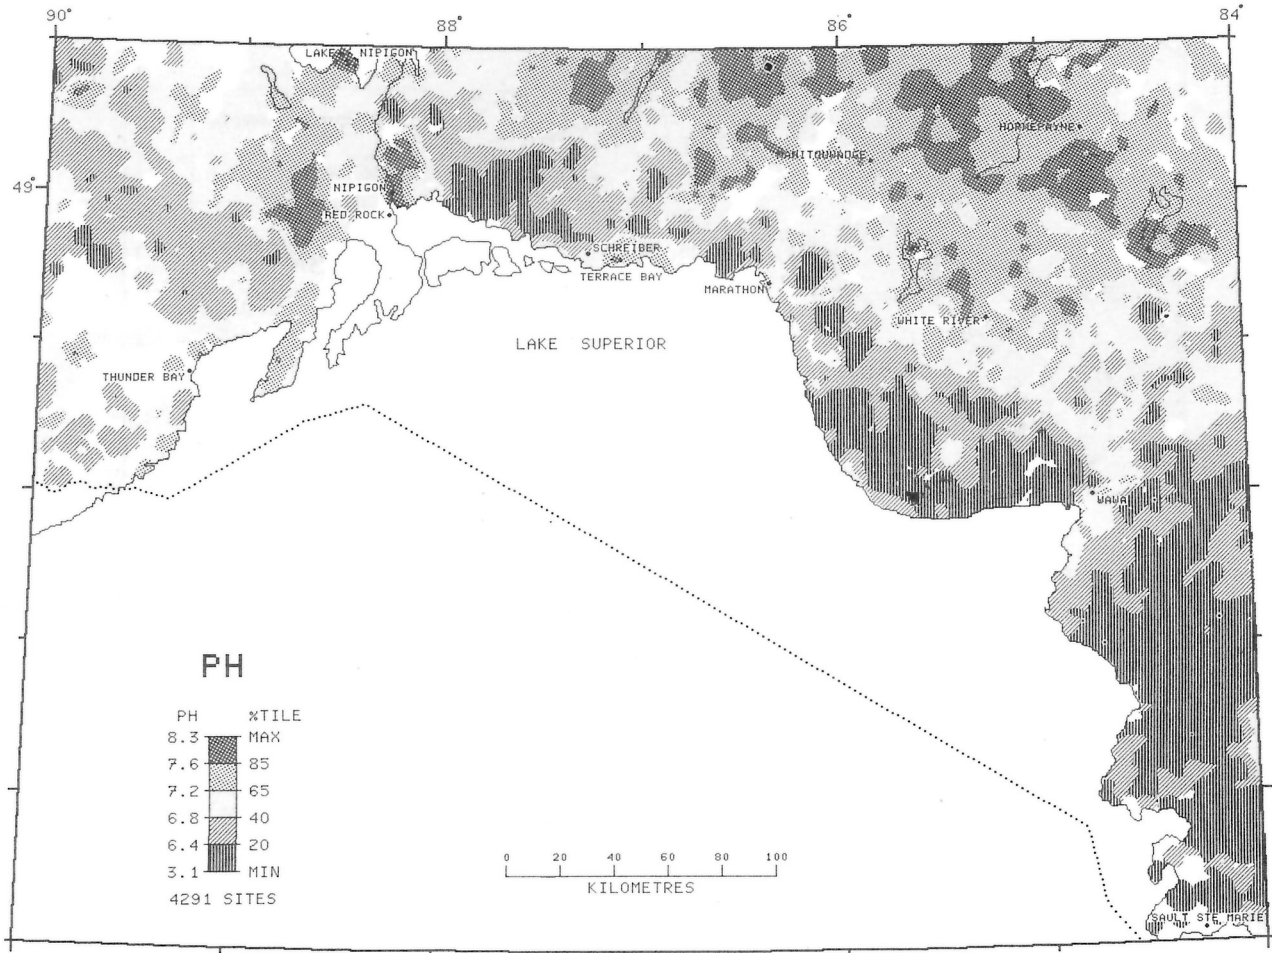 90°
88°
86°
84°
LAKE NIPIGON
HORNEPAYNE
MANITOUWADGE
49°
NIPIGON
RED ROCK
SCHREIBER
TERRACE BAY
MARATHON
WHITE RIVER
LAKE SUPERIOR
THUNDER BAY
WAWA
PH
PH %TILE
8.3 MAX
7.6 85
7.2 65
6.8 40
6.4 20
3.1 MIN
4291 SITES
0 20 40 60 80 100
KILOMETRES
SAULT STE MARIE